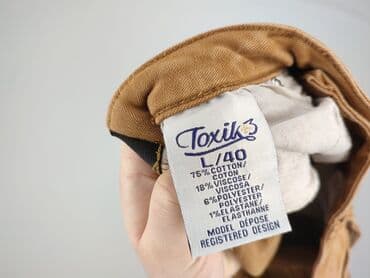 Toxik3
L/40
75% COTTON/
COTON
18% VISCOSE/
VISCOSA
6% POLYESTER/
POLYESTER
1% ELASTANE/
ELASTHANNE
MODEL DÉPOSÉ
REGISTERED DESIGN